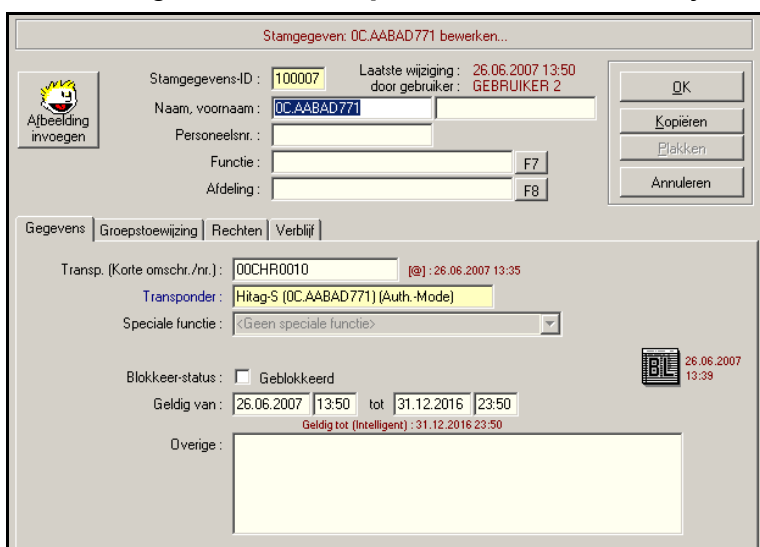 Stamgegeven: 0C.AABAD771 bewerken...
Afbeelding
invoegen
Stamgegevens-ID : 100007 Laatste wijziging : 26.06.2007 13:50
door gebruiker : GEBRUIKER 2
Naam, voornaam : 0C.AABAD771
Personeelsnr. :
Functie : F7
Afdeling : F8
OK
Kopiëren
Plakken
Annuleren
Gegevens Groepstoewijzing Rechten Verblijf
Transp. (Korte omschr./nr.) : 00CHR0010 [@] : 26.06.2007 13:35
Transponder : Hitag-S (0C.AABAD771) (Auth.-Mode)
Speciale functie : <Geen speciale functie>
BL 26.06.2007
13:39
Blokkeer-status : Geblokkeerd
Geldig van : 26.06.2007 13:50 tot 31.12.2016 23:50
Geldig tot (Intelligent) : 31.12.2016 23:50
Overige :